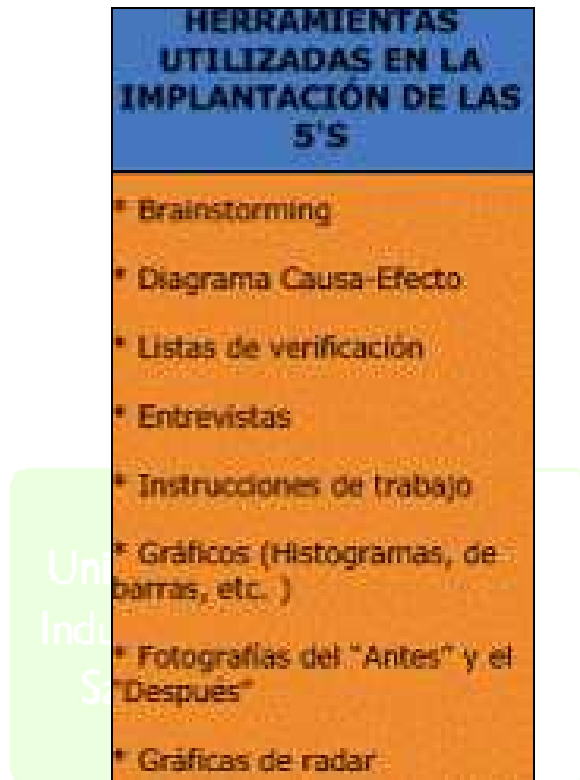 HERRAMIENTAS
UTILIZADAS EN LA
IMPLANTACIÓN DE LAS
5'S
* Brainstorming
* Diagrama Causa-Efecto
* Listas de verificación
* Entrevistas
* Instrucciones de trabajo
* Gráficos (Histogramas, de
barras, etc. )
* Fotografías del "Antes" y el
"Después"
* Gráficas de radar